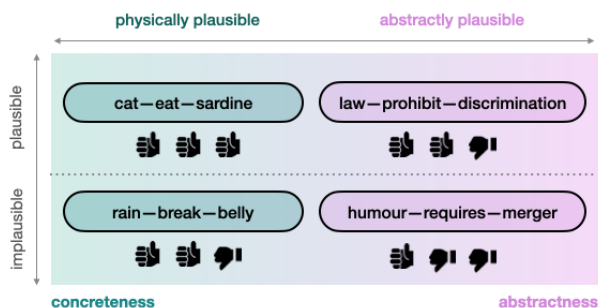 physically plausible
abstractly plausible
plausible
cat—eat—sardine
law—prohibit—discrimination
implausible
rain—break—belly
humour—requires—merger
concreteness
abstractness